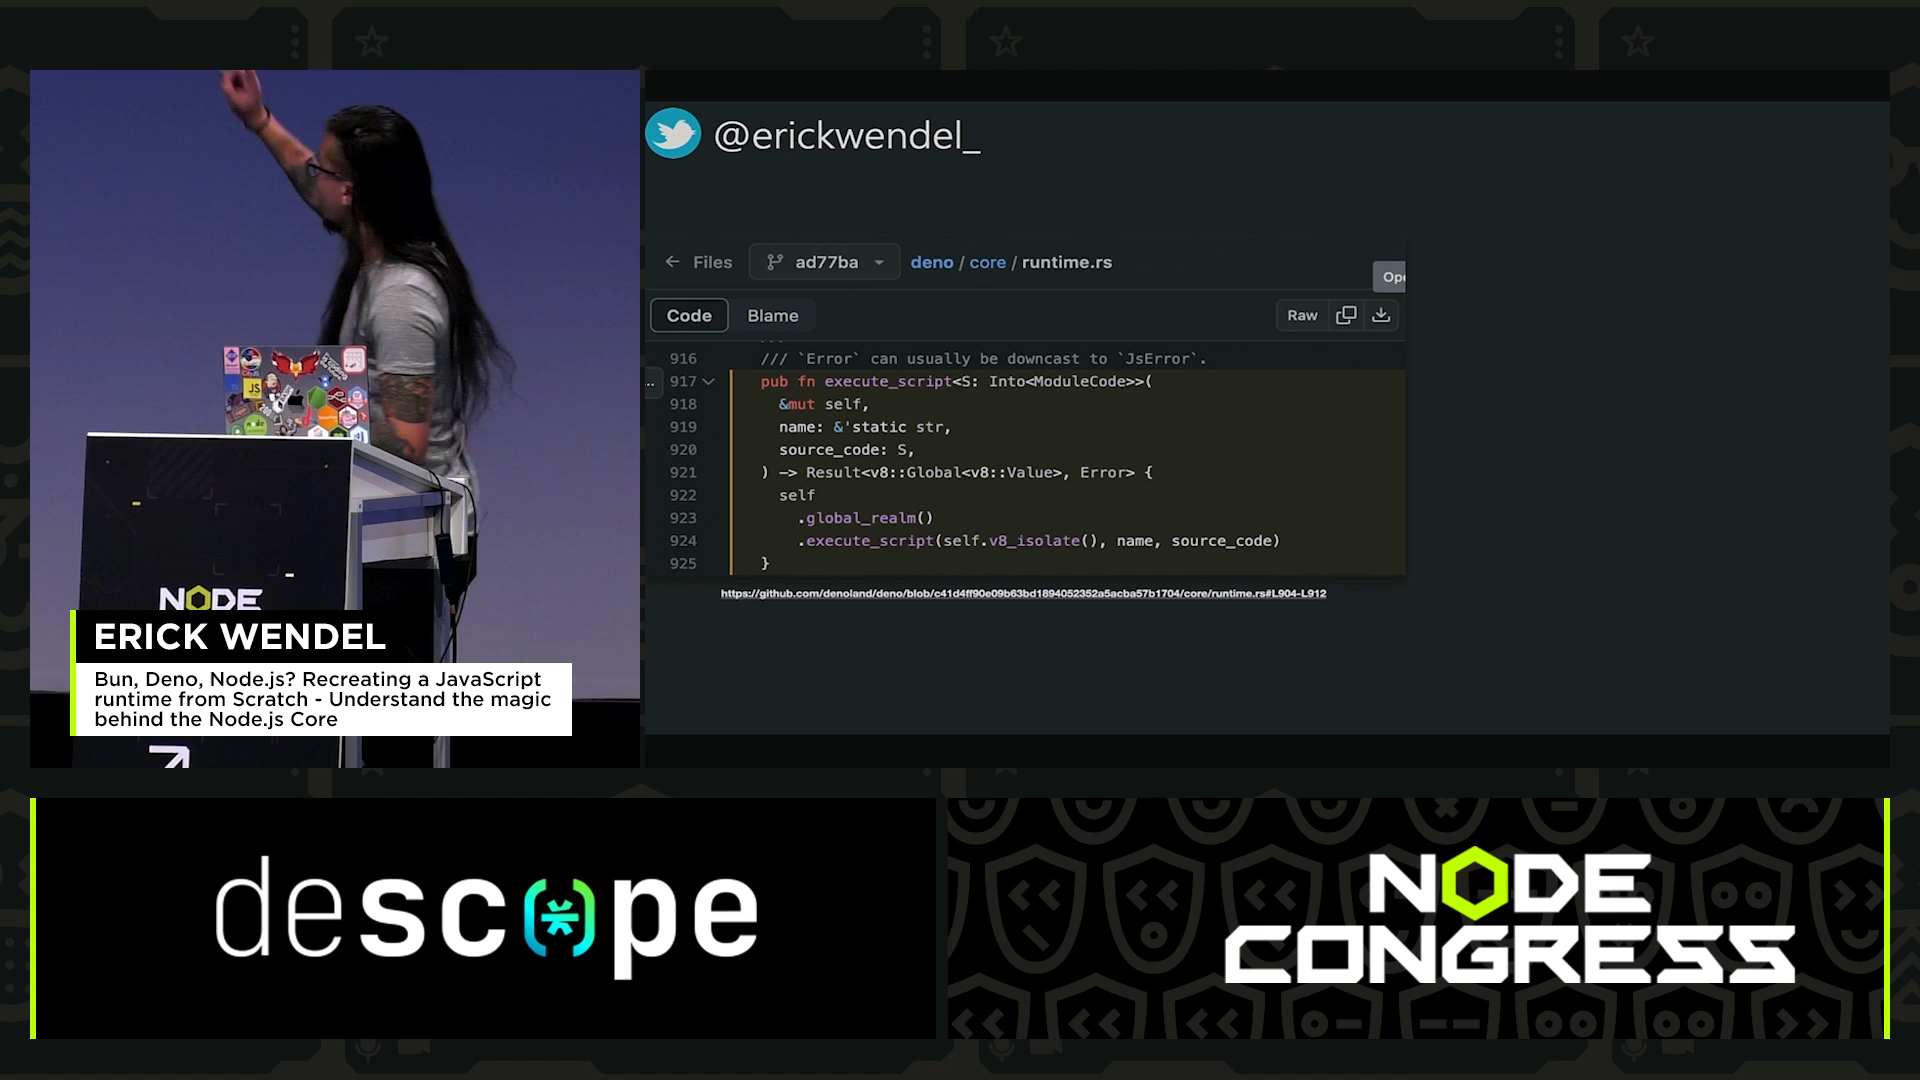 @erickwendel_
Files
ad77ba
deno / core / runtime.rs
Ope
Code
Blame
Raw
916 /// `Error` can usually be downcast to `JsError`.
917 pub fn execute_script<S: Into<ModuleCode>>(
918 &mut self,
919 name: &'static str,
920 source_code: S,
921 ) -> Result<v8::Global<v8::Value>, Error> {
922 self
923 .global_realm()
924 .execute_script(self.v8_isolate(), name, source_code)
925 }
https://github.com/denoland/deno/blob/c41d4ff90e09b63bd1894052352a5acba57b1704/core/runtime.rs#L904-L912
JS
node
NODE
ERICK WENDEL
Bun, Deno, Node.js? Recreating a JavaScript
runtime from Scratch - Understand the magic
behind the Node.js Core
descope
NODE
CONGRESS